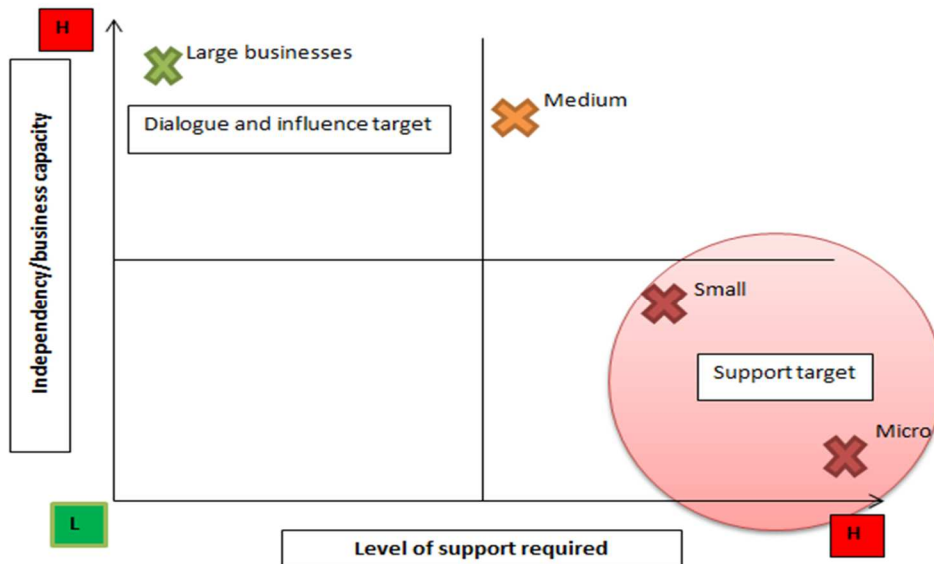 H
Large businesses
Medium
Dialogue and influence target
Independency/business capacity
Small
Support target
Micro
L
H
Level of support required